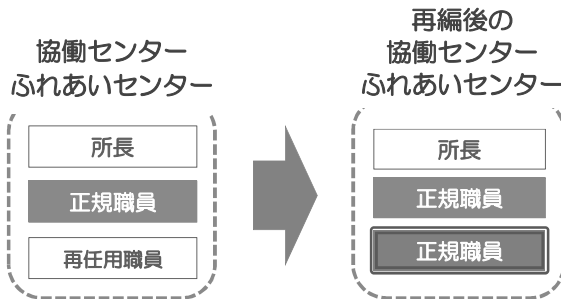 協働センター
ふれあいセンター
所長
正規職員
再任用職員
再編後の
協働センター
ふれあいセンター
所長
正規職員
正規職員